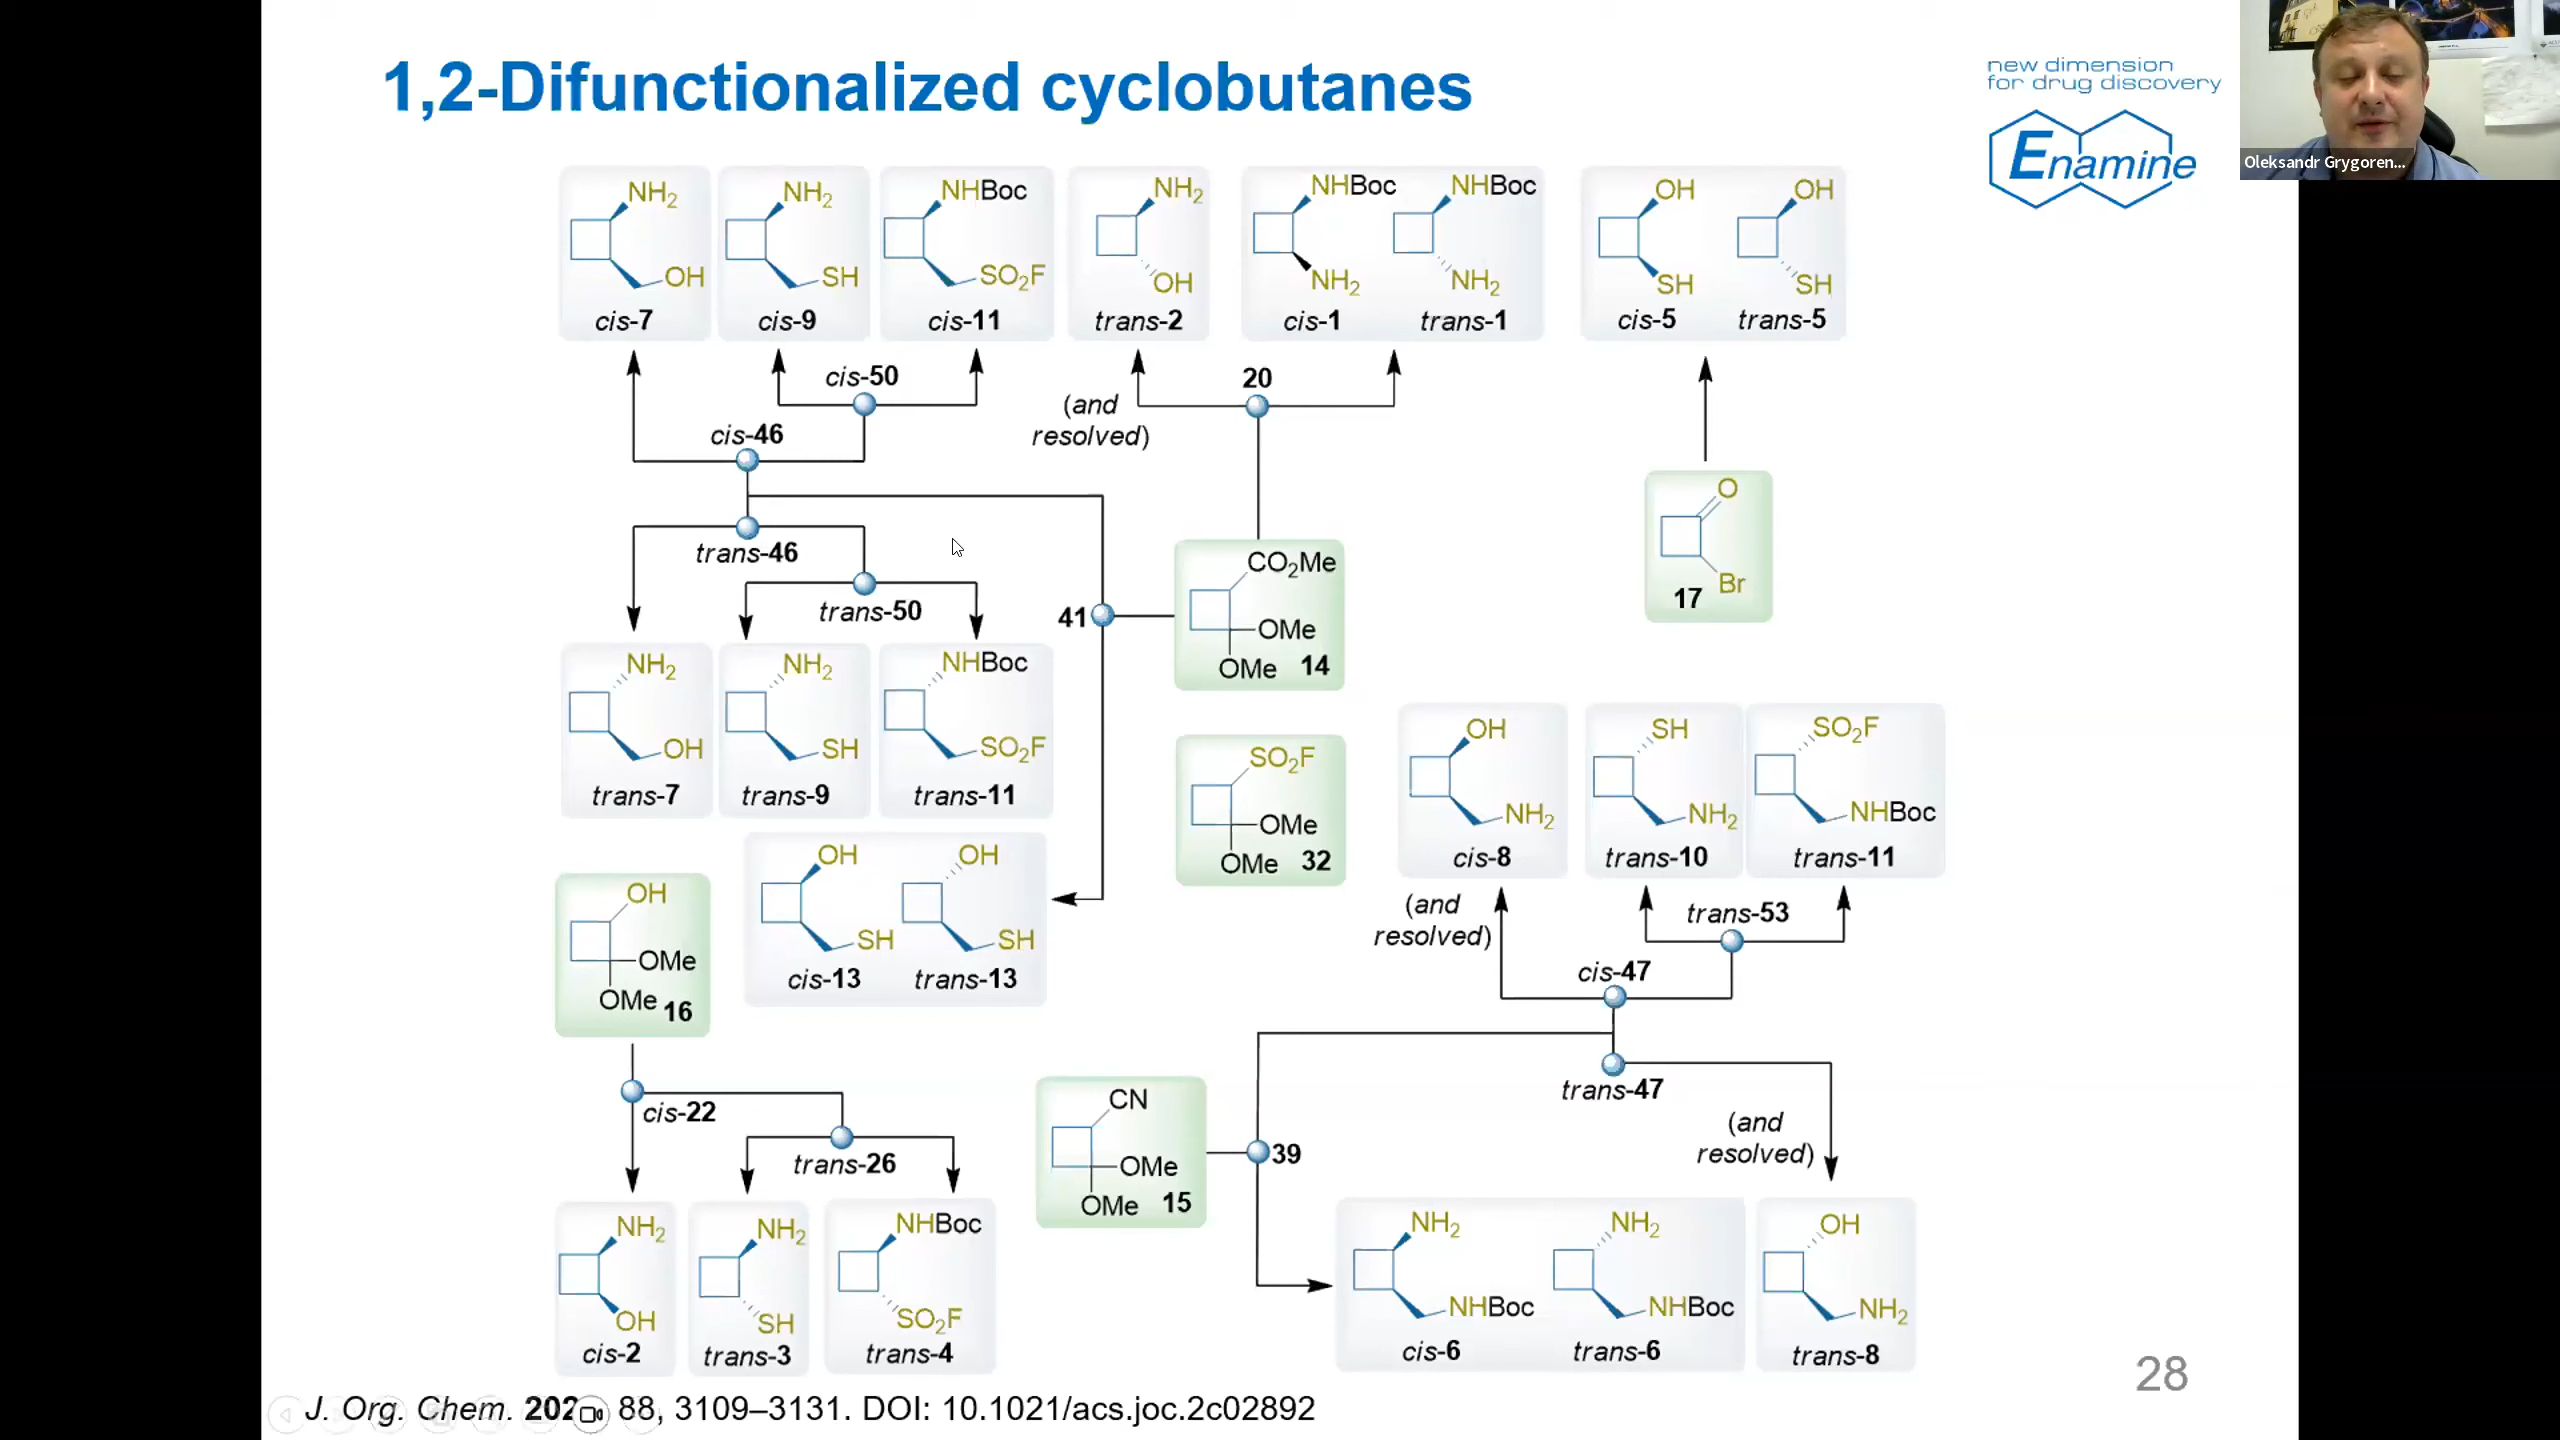 1,2-Difunctionalized cyclobutanes
new dimension
for drug discovery
Enamine
Oleksandr Grygoren...
NH2
OH
cis-7
NH2
SH
cis-9
NHBoc
SO2F
cis-11
NH2
OH
trans-2
NHBoc
NH2
cis-1
NHBoc
NH2
trans-1
OH
SH
cis-5
OH
SH
trans-5
cis-50
cis-46
(and
resolved)
20
trans-46
trans-50
41
CO2Me
OMe
OMe 14
O
Br
17
NH2
OH
trans-7
NH2
SH
trans-9
NHBoc
SO2F
trans-11
SO2F
OMe
OMe 32
OH
NH2
cis-8
SH
NH2
trans-10
SO2F
NHBoc
trans-11
OH
OMe
OMe 16
OH
SH
cis-13
OH
SH
trans-13
(and
resolved)
trans-53
cis-47
trans-47
(and
resolved)
cis-22
trans-26
CN
OMe
OMe 15
39
NH2
OH
cis-2
NH2
SH
trans-3
NHBoc
SO2F
trans-4
NH2
NHBoc
cis-6
NH2
NHBoc
trans-6
OH
NH2
trans-8
28
J. Org. Chem. 88, 3109–3131. DOI: 10.1021/acs.joc.2c02892